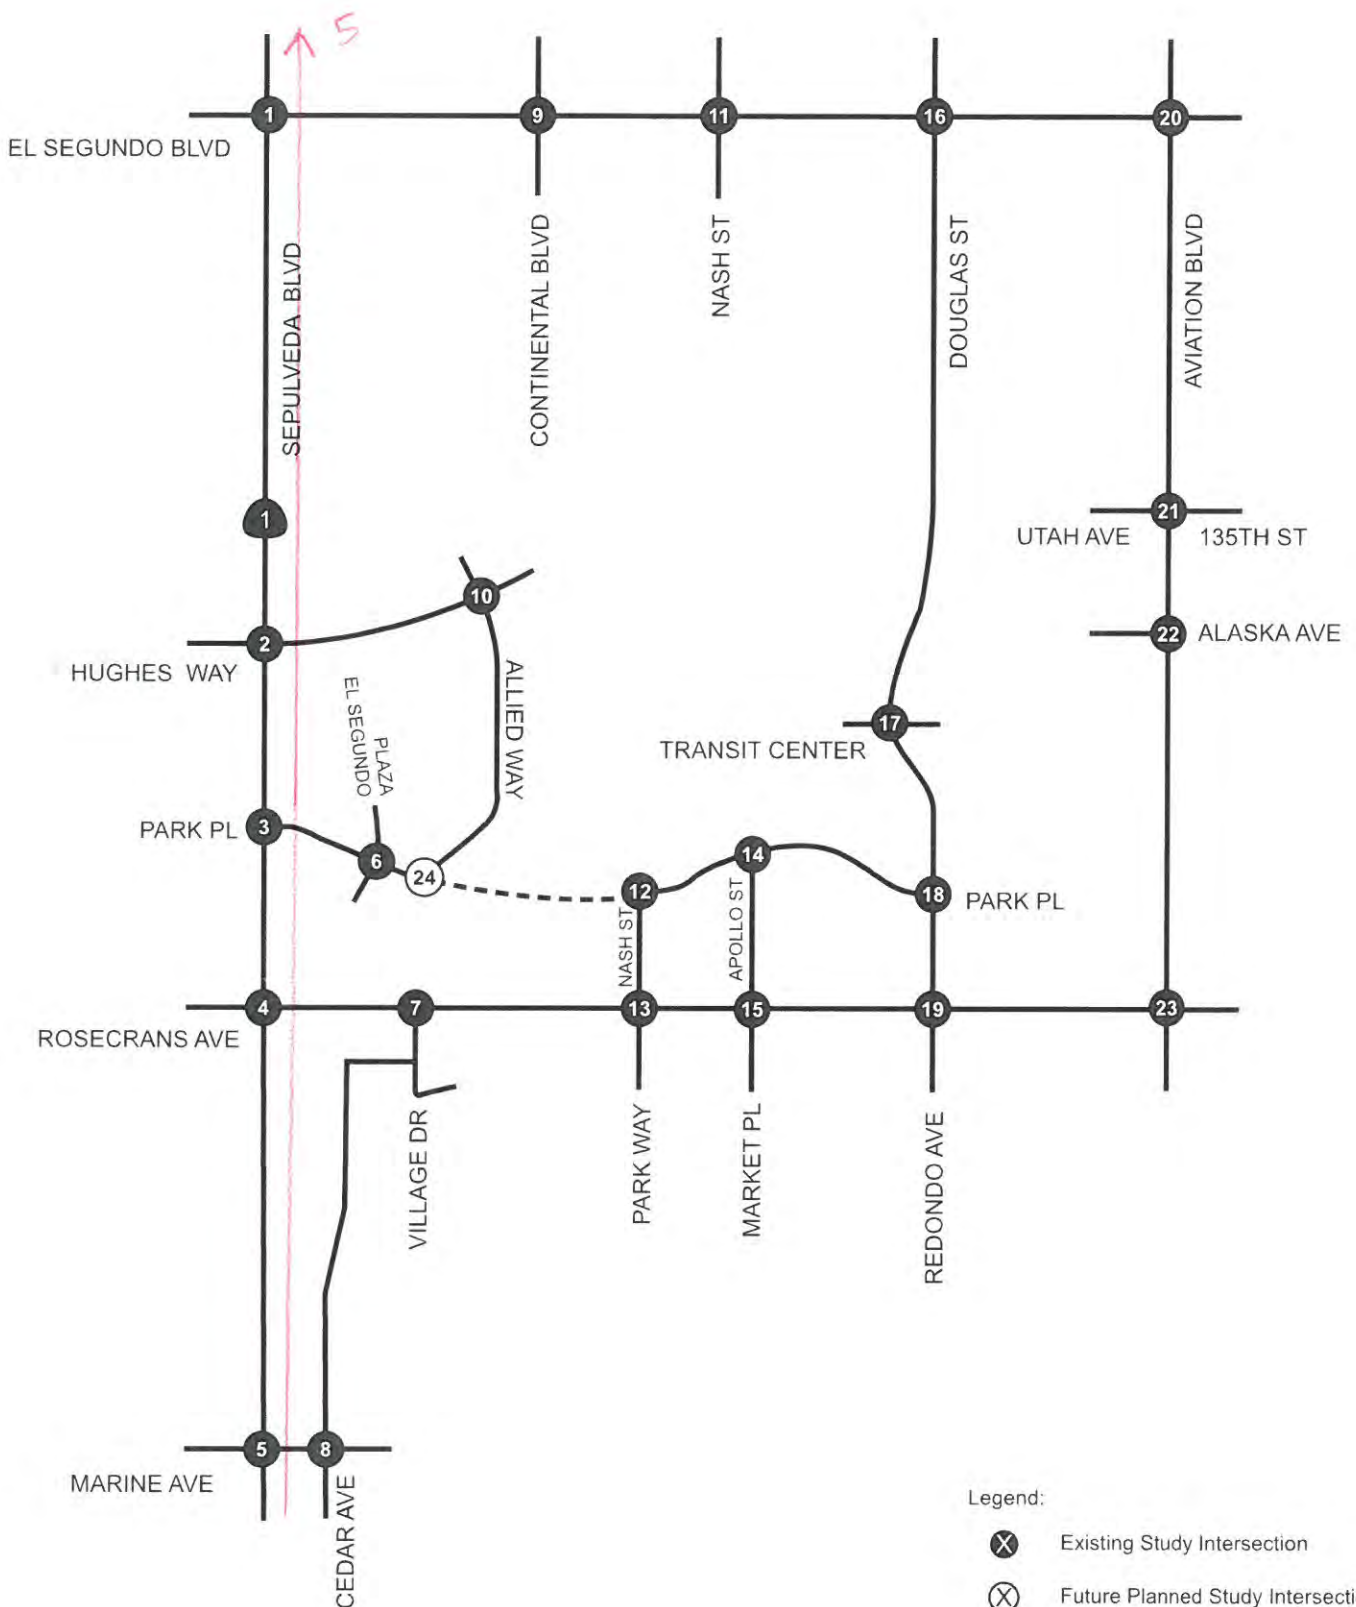 5
1
9
11
16
20
EL SEGUNDO BLVD
SEPULVEDA BLVD
CONTINENTAL BLVD
NASH ST
DOUGLAS ST
AVIATION BLVD
1
21
UTAH AVE
135TH ST
10
2
22
ALASKA AVE
HUGHES WAY
ALLIED WAY
PLAZA
EL SEGUNDO
17
TRANSIT CENTER
PARK PL
3
6
24
12
14
18
PARK PL
NASH ST
APOLLO ST
4
7
13
15
19
23
ROSECRANS AVE
VILLAGE DR
PARK WAY
MARKET PL
REDONDO AVE
5
8
MARINE AVE
CEDAR AVE
Legend:
X Existing Study Intersection
X Future Planned Study Intersecti